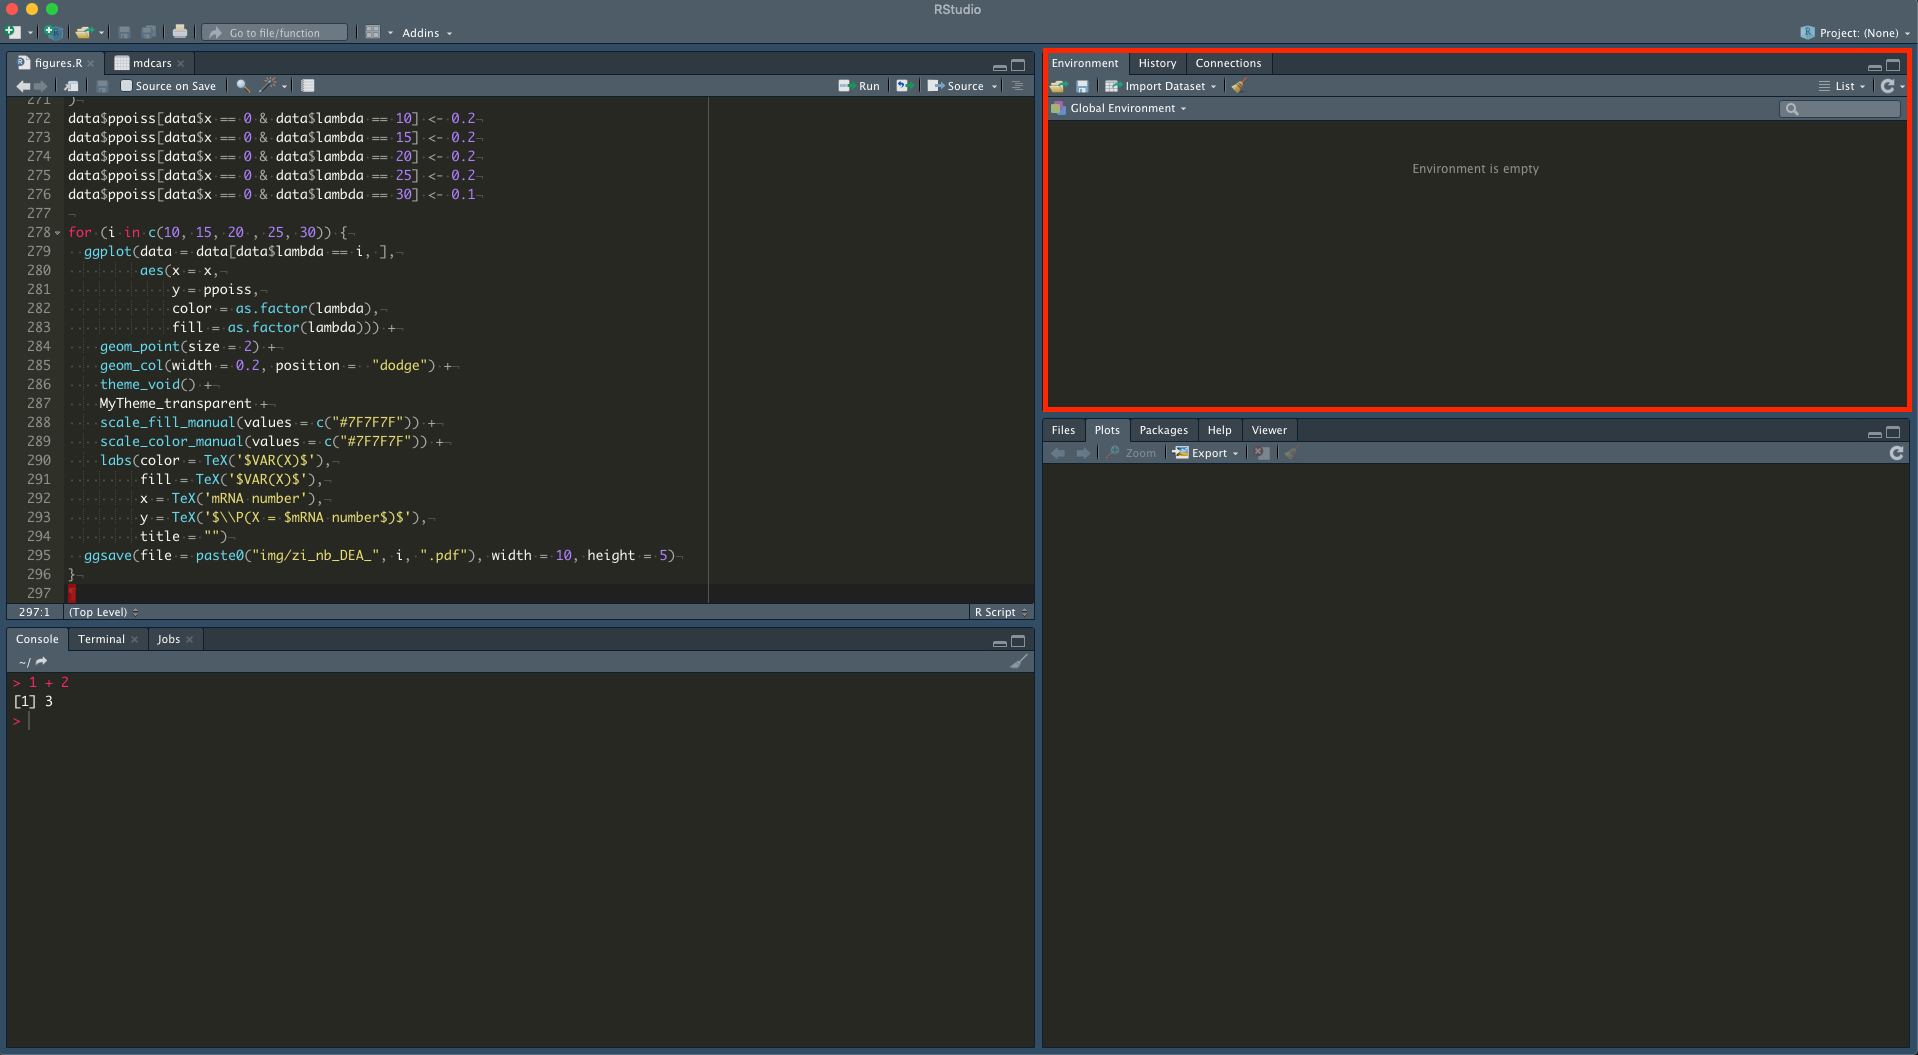 RStudio
Go to file/function
Addins
Project: (None)
figures.R
mdcars
Source on Save
Run
Source
271 )
272 data$ppoiss[data$x == 0 & data$lambda == 10] <- 0.2
273 data$ppoiss[data$x == 0 & data$lambda == 15] <- 0.2
274 data$ppoiss[data$x == 0 & data$lambda == 20] <- 0.2
275 data$ppoiss[data$x == 0 & data$lambda == 25] <- 0.2
276 data$ppoiss[data$x == 0 & data$lambda == 30] <- 0.1
277
278 for (i in c(10, 15, 20 , 25, 30)) {
279   ggplot(data = data[data$lambda == i, ],
280          aes(x = x,
281              y = ppoiss,
282              color = as.factor(lambda),
283              fill = as.factor(lambda))) +
284     geom_point(size = 2) +
285     geom_col(width = 0.2, position =  "dodge") +
286     theme_void() +
287     MyTheme_transparent +
288     scale_fill_manual(values = c("#7F7F7F")) +
289     scale_color_manual(values = c("#7F7F7F")) +
290     labs(color = TeX('$VAR(X)$'),
291          fill = TeX('$VAR(X)$'),
292          x = TeX('mRNA number'),
293          y = TeX('$\\P(X = $mRNA number$)$'),
294          title = "")
295   ggsave(file = paste0("img/zi_nb_DEA_", i, ".pdf"), width = 10, height = 5)
296 }
297
297:1
(Top Level)
R Script
Console
Terminal
Jobs
~/
> 1 + 2
[1] 3
>
Environment
History
Connections
Import Dataset
List
Global Environment
Environment is empty
Files
Plots
Packages
Help
Viewer
Zoom
Export